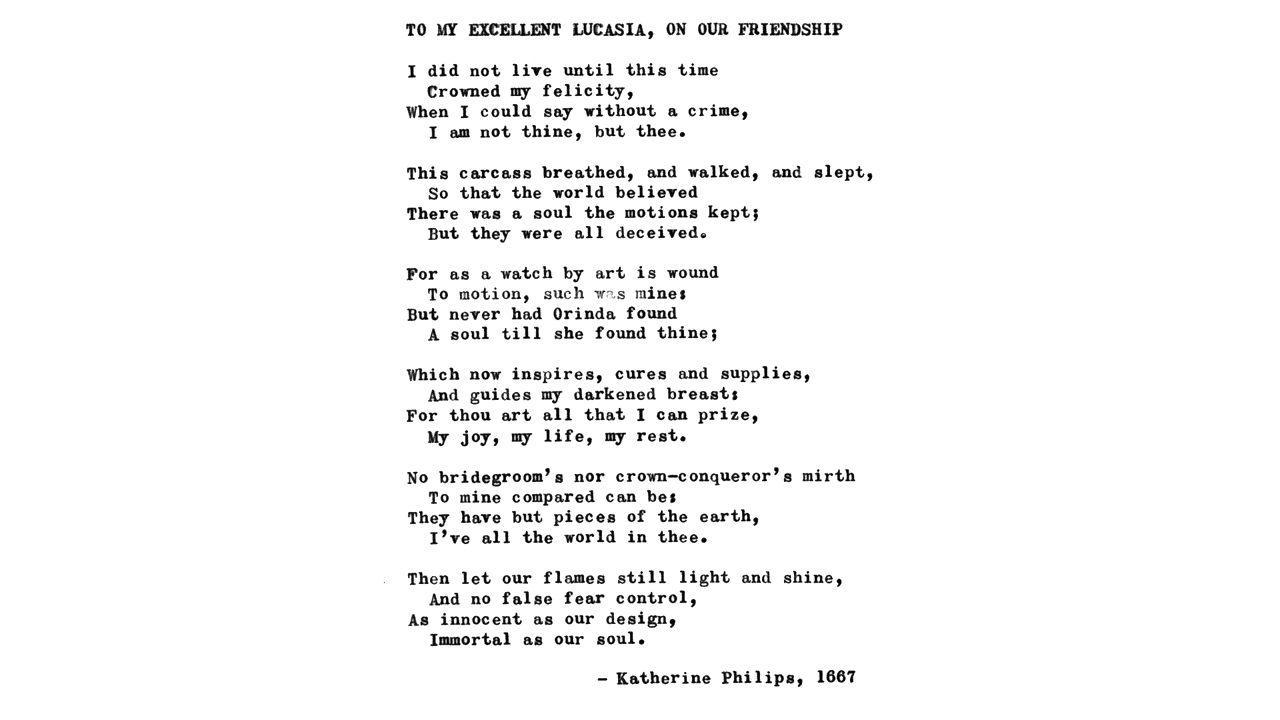 TO MY EXCELLENT LUCASIA, ON OUR FRIENDSHIP
I did not live until this time
Crowned my felicity,
When I could say without a crime,
I am not thine, but thee.
This carcass breathed, and walked, and slept,
So that the world believed
There was a soul the motions kept;
But they were all deceived.
For as a watch by art is wound
To motion, such was mine:
But never had Orinda found
A soul till she found thine;
Which now inspires, cures and supplies,
And guides my darkened breast:
For thou art all that I can prize,
My joy, my life, my rest.
No bridegroom's nor crown-conqueror's mirth
To mine compared can be:
They have but pieces of the earth,
I've all the world in thee.
Then let our flames still light and shine,
And no false fear control,
As innocent as our design,
Immortal as our soul.
- Katherine Philips, 1667